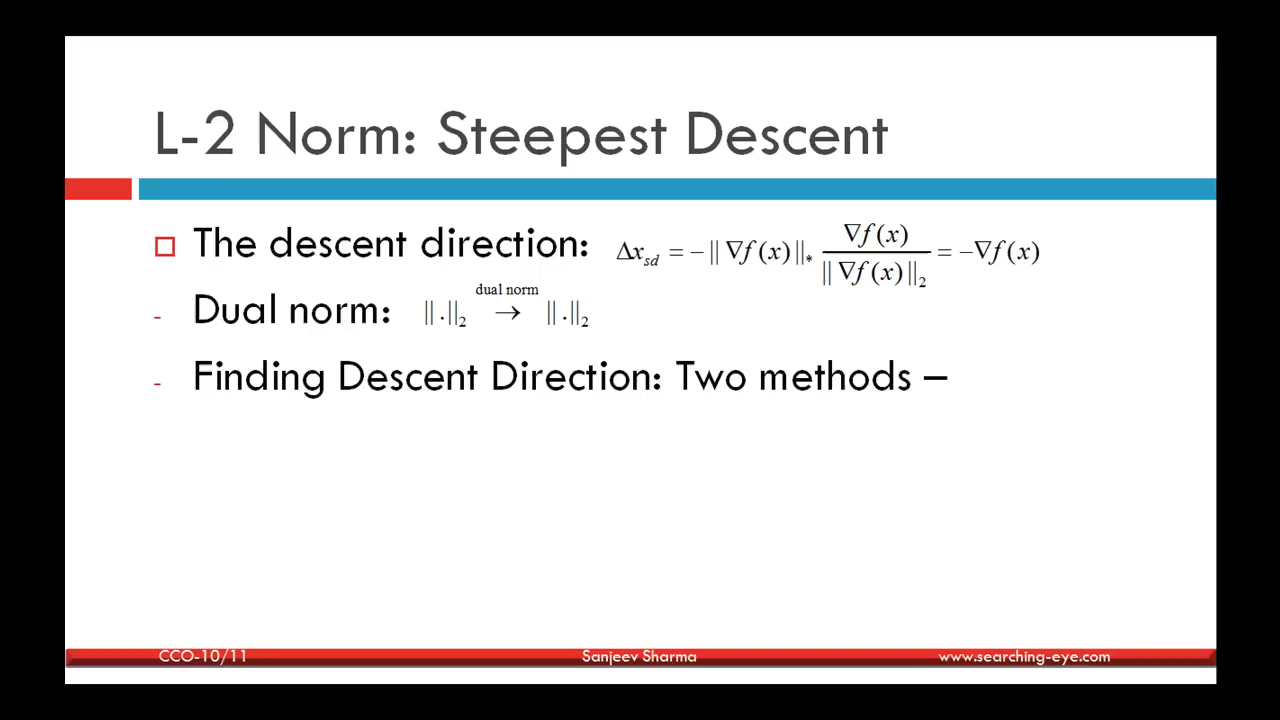 L-2 Norm: Steepest Descent
The descent direction: Δx_sd = −|| ∇f(x) ||_* ∇f(x) / || ∇f(x) ||_2 = −∇f(x)
- Dual norm: || . ||_2 dual norm → || . ||_2
- Finding Descent Direction: Two methods –
CCO-10/11 Sanjeev Sharma www.searching-eye.com